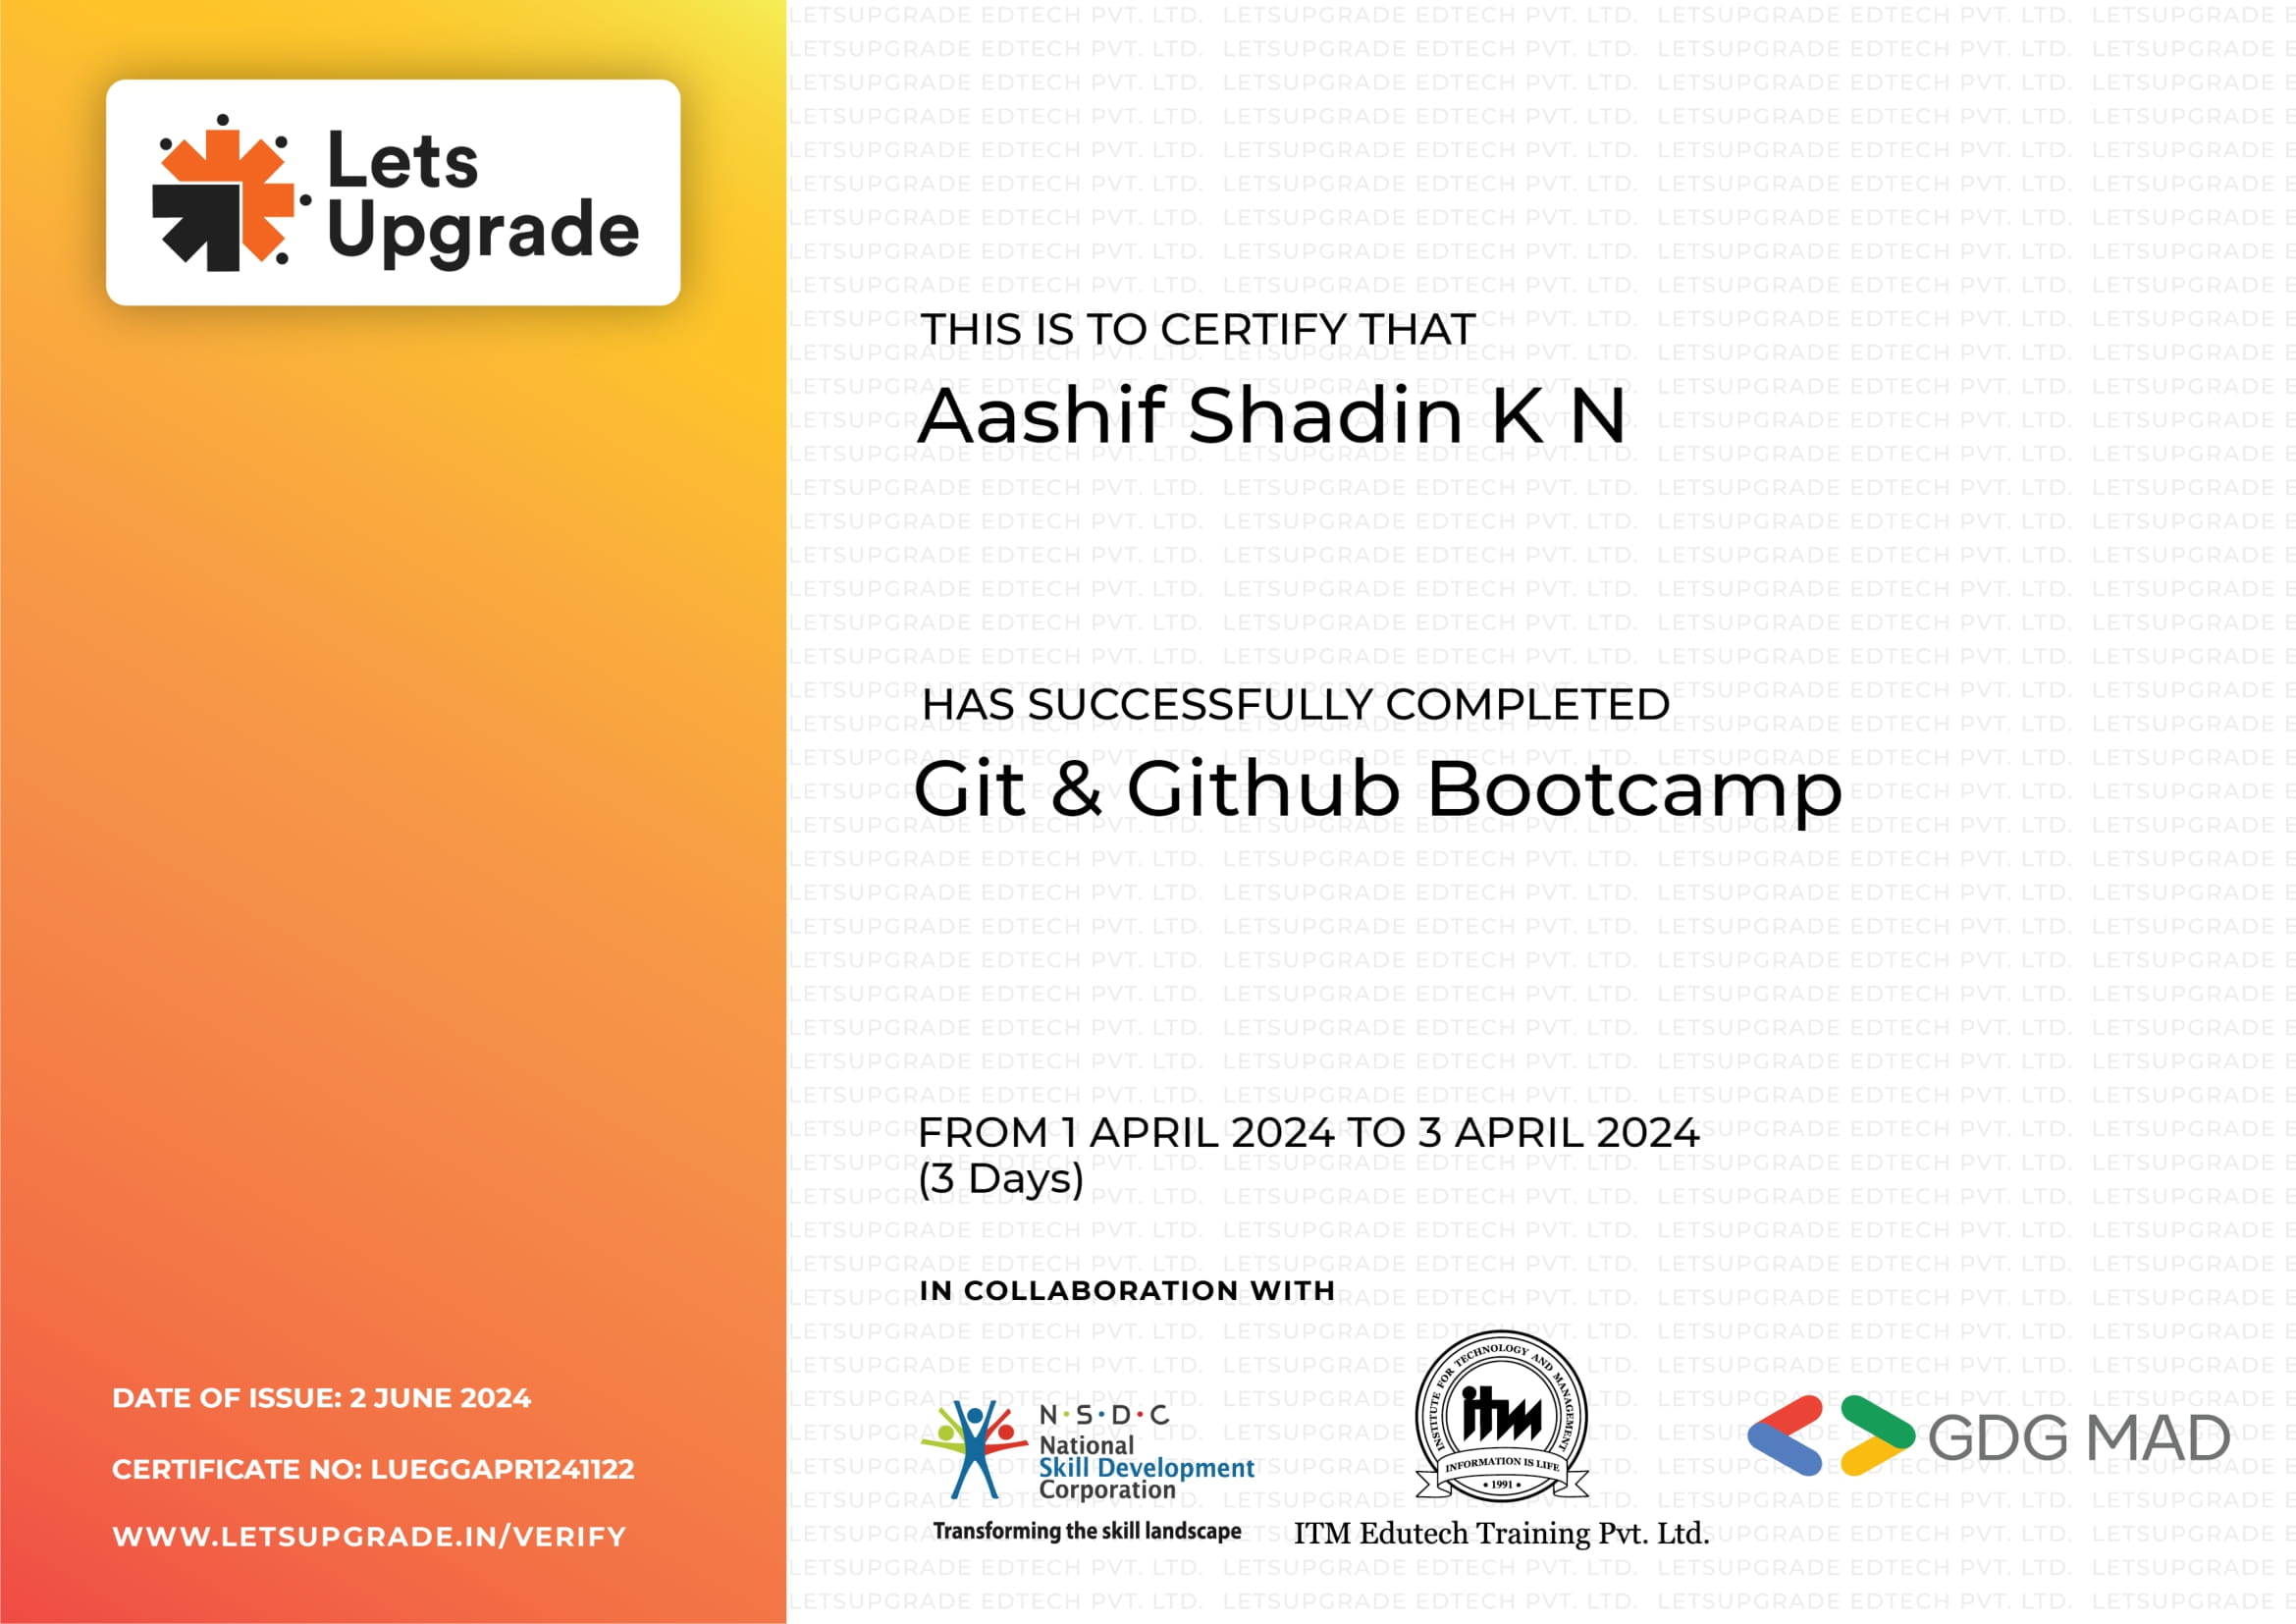 Lets
Upgrade
THIS IS TO CERTIFY THAT
Aashif Shadin K N
HAS SUCCESSFULLY COMPLETED
Git & Github Bootcamp
FROM 1 APRIL 2024 TO 3 APRIL 2024
(3 Days)
IN COLLABORATION WITH
N·S·D·C
National
Skill Development
Corporation
Transforming the skill landscape
INSTITUTE FOR TECHNOLOGY AND MANAGEMENT
itm
INFORMATION IS LIFE
• 1991 •
ITM Edutech Training Pvt. Ltd.
GDG MAD
DATE OF ISSUE: 2 JUNE 2024
CERTIFICATE NO: LUEGGAPR1241122
WWW.LETSUPGRADE.IN/VERIFY
LETSUPGRADE EDTECH PVT. LTD.